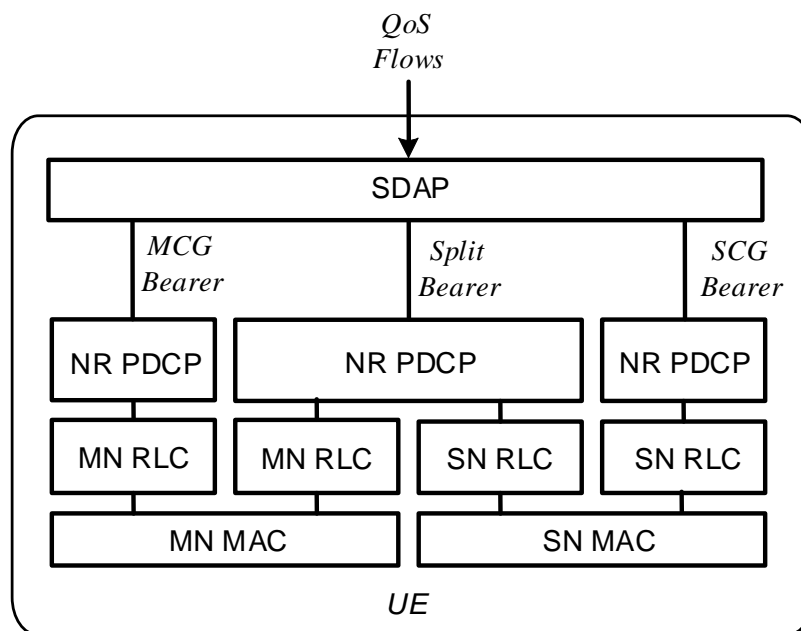 QoS
Flows
SDAP
MCG
Bearer
Split
Bearer
SCG
Bearer
NR PDCP
NR PDCP
NR PDCP
MN RLC
MN RLC
SN RLC
SN RLC
MN MAC
SN MAC
UE